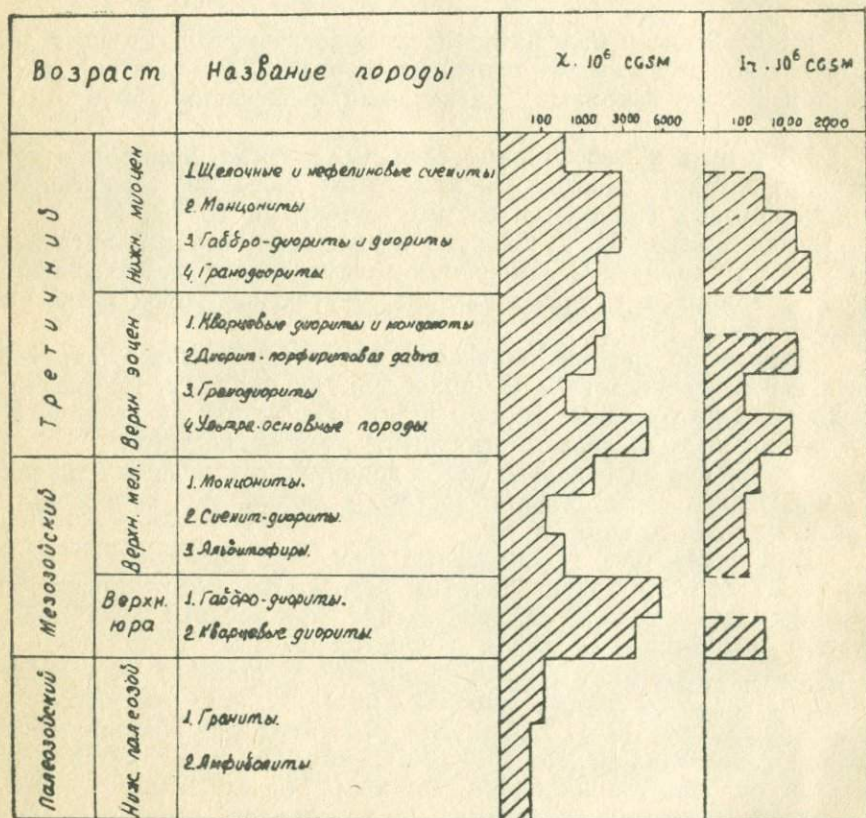 Возраст
Название породы
χ. 10⁶ CGSM
Ir. 10⁶ CGSM
100 1000 3000 6000
100 1000 2000
Третичний
Нижн. миоцен
1. Щелочные и нефелиновые сиениты
2. Монцониты
3. Габбро-диориты и диориты
4. Гранодиориты
Верхн эоцен
1. Кварцевые диориты и
2. Диорит-порфиритовая дайка
3. Гранодиориты
4. Ультра-основные породы.
Мезозойский
Верхн. мел.
1. Монцониты.
2. Сиенит-диориты.
3. Альбитофиры.
Верхн. юра
1. Габбро-диориты.
2. Кварцевые диориты
Палеозойский
Ниж. палеозой
1. Граниты.
2. Амфиболиты